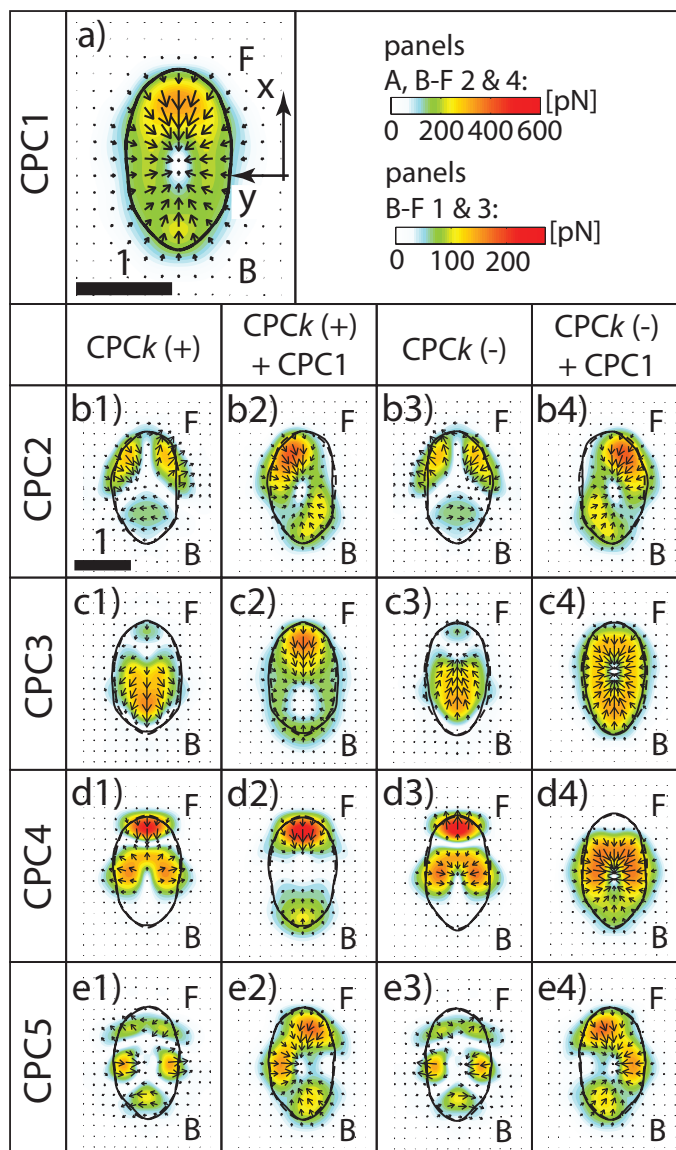 CPC1
a)
F
x
y
B
1
panels
A, B-F 2 & 4:
[pN]
0 200 400 600
panels
B-F 1 & 3:
[pN]
0 100 200
CPCk (+)
CPCk (+)
+ CPC1
CPCk (-)
CPCk (-)
+ CPC1
CPC2
b1) F B
1
b2) F B
b3) F B
b4) F B
CPC3
c1) F B
c2) F B
c3) F B
c4) F B
CPC4
d1) F B
d2) F B
d3) F B
d4) F B
CPC5
e1) F B
e2) F B
e3) F B
e4) F B